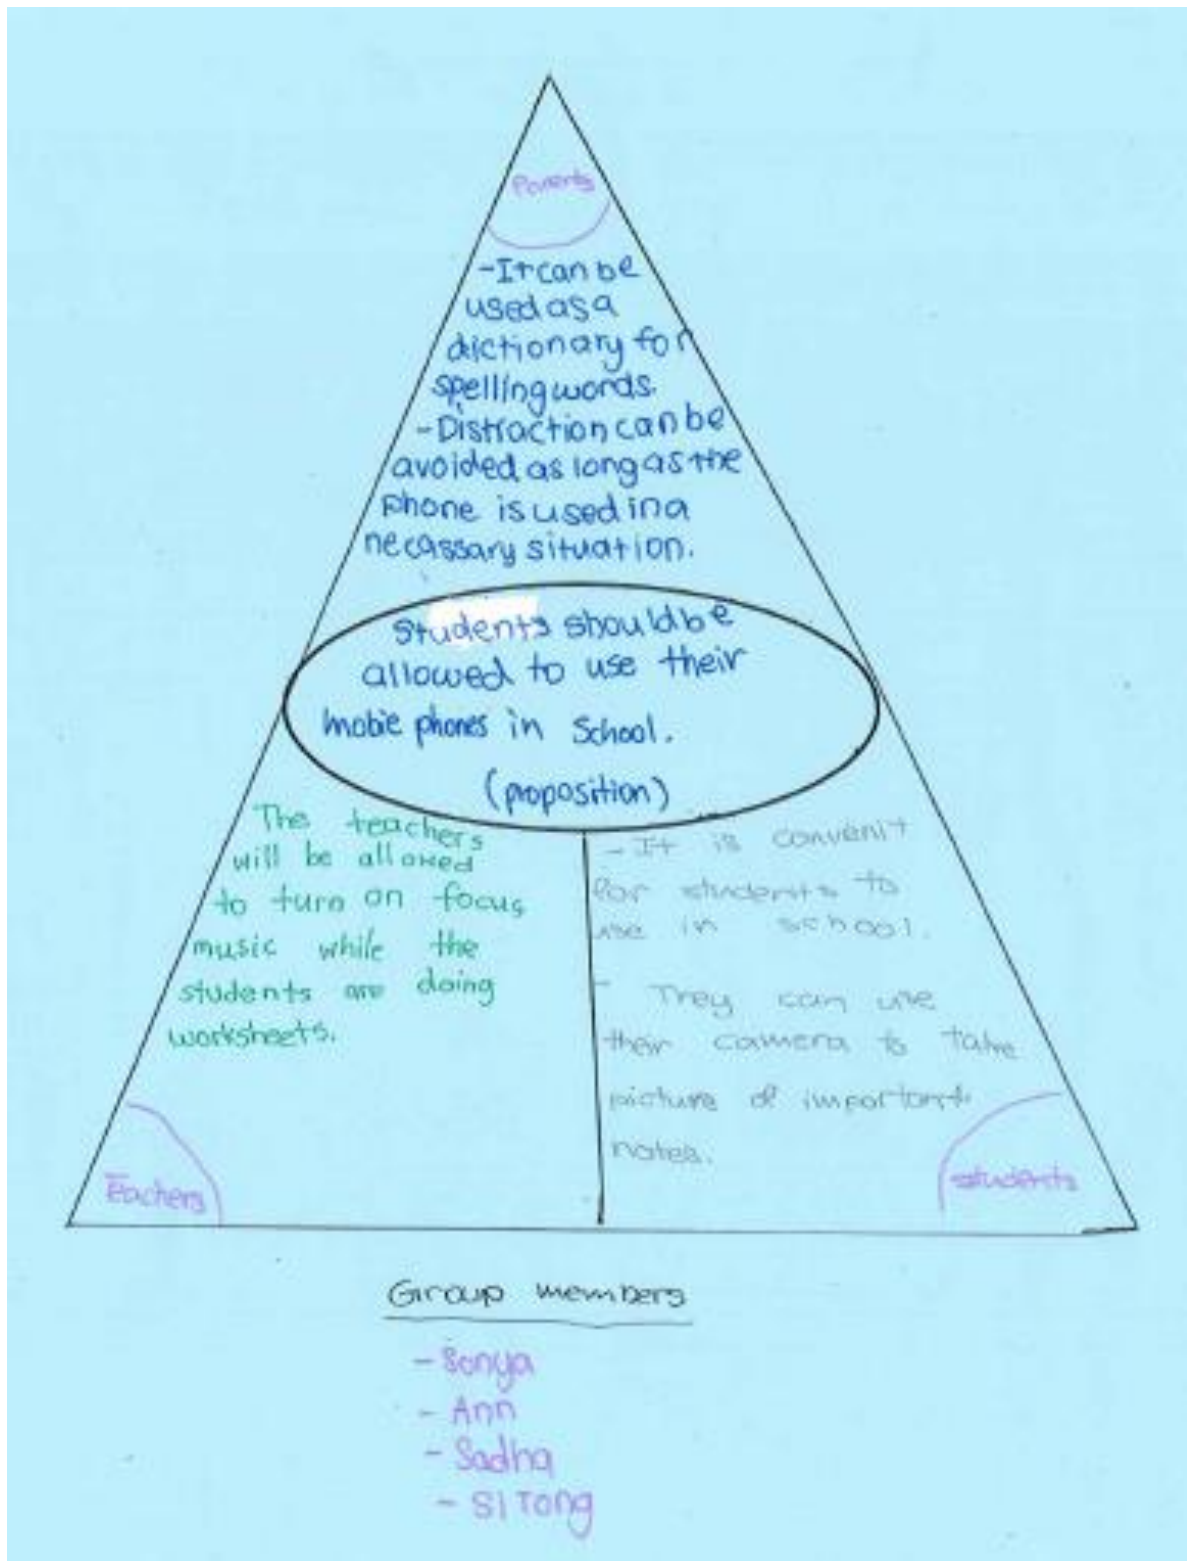 Parents
-It can be
used as a
dictionary for
spelling words.
-Distraction can be
avoided as long as the
phone is used in a
necassary situation.
Students should be
allowed to use their
mobie phones in School.
(proposition)
The teachers
will be allowed
to turn on focus
music while the
students are doing
worksheets.
Teachers
- It is convenit
for students to
use in school.
- They can use
their camera to take
picture of important
notes.
students
Group members
- Sonya
- Ann
- Sadha
- Si Tong